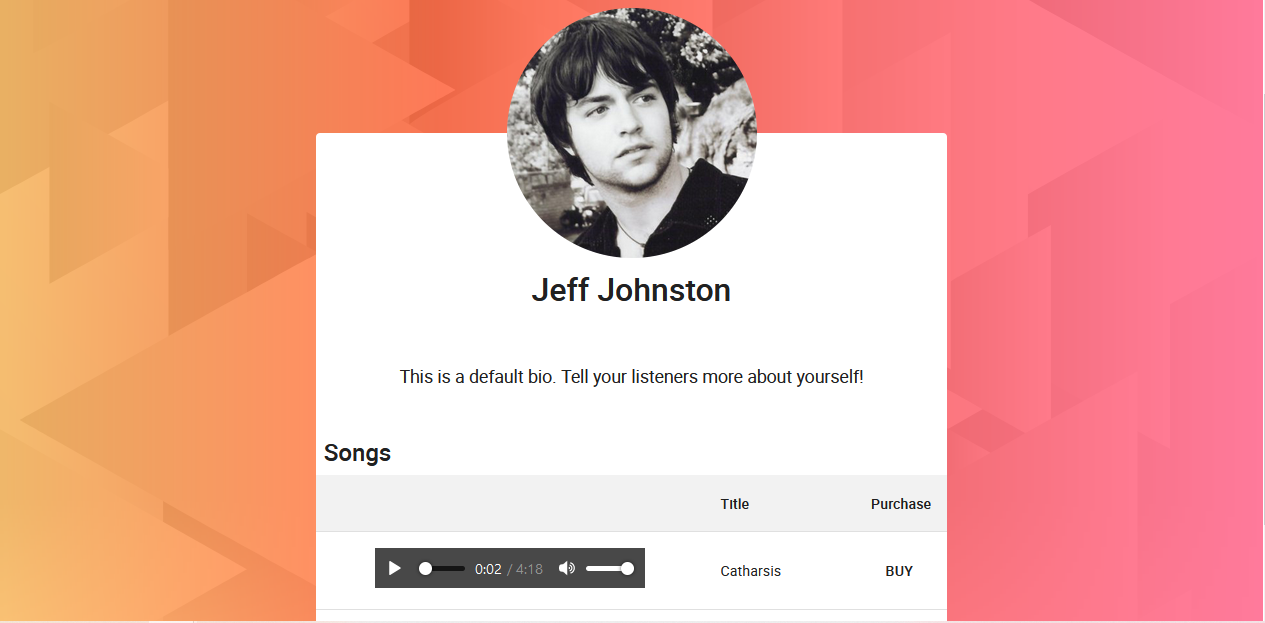 Jeff Johnston
This is a default bio. Tell your listeners more about yourself!
Songs
Title Purchase
0:02 / 4:18 Catharsis BUY